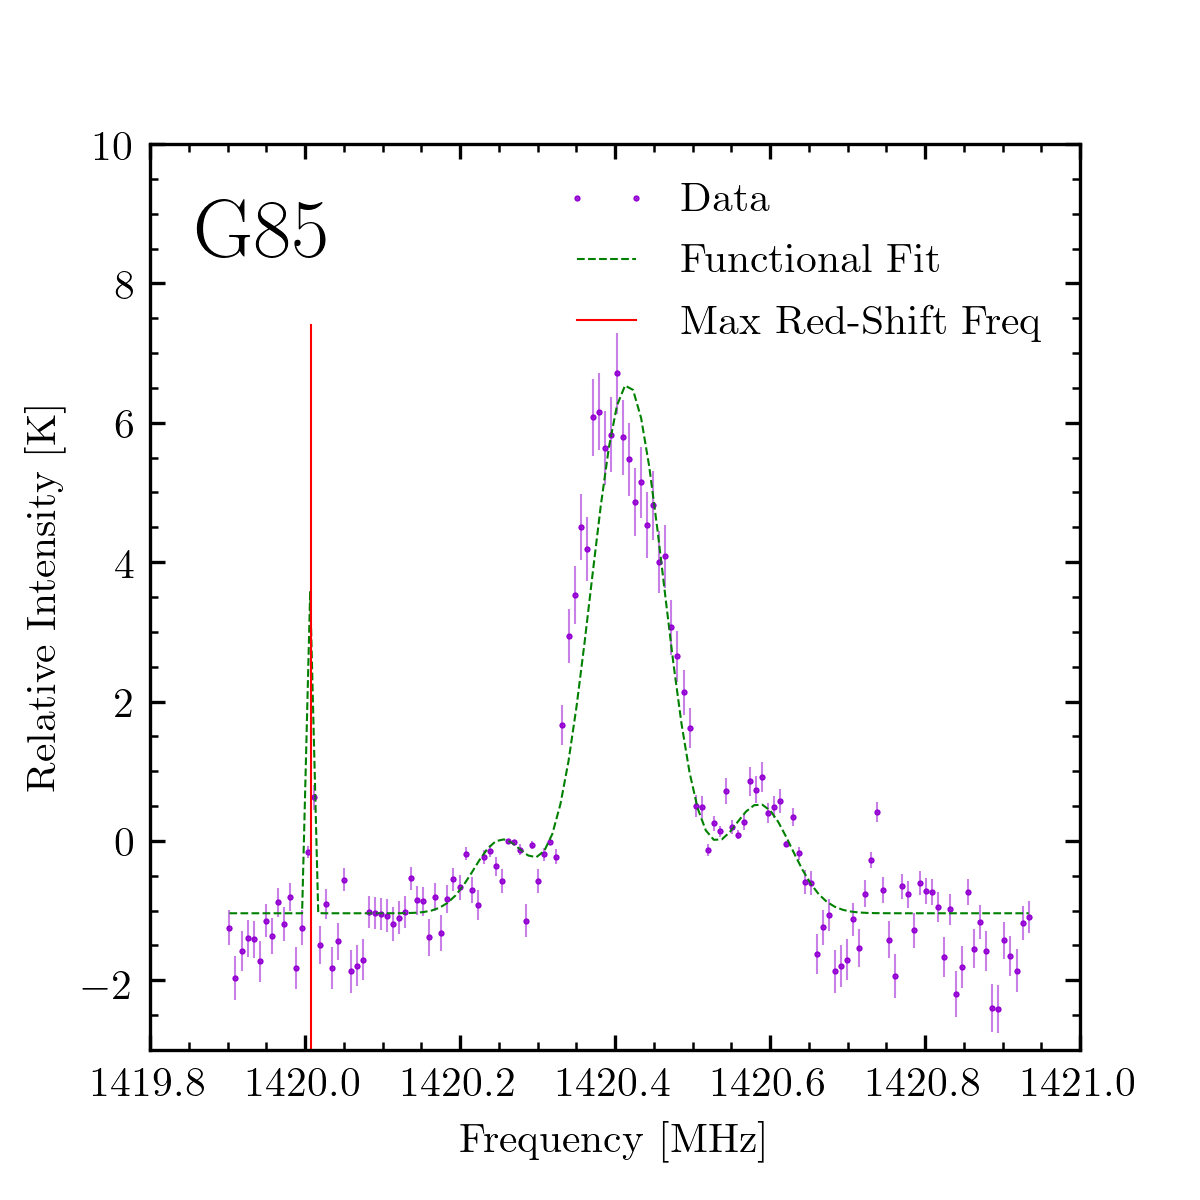 G85
Data
Functional Fit
Max Red-Shift Freq
10
8
6
4
2
0
−2
Relative Intensity [K]
1419.8 1420.0 1420.2 1420.4 1420.6 1420.8 1421.0
Frequency [MHz]